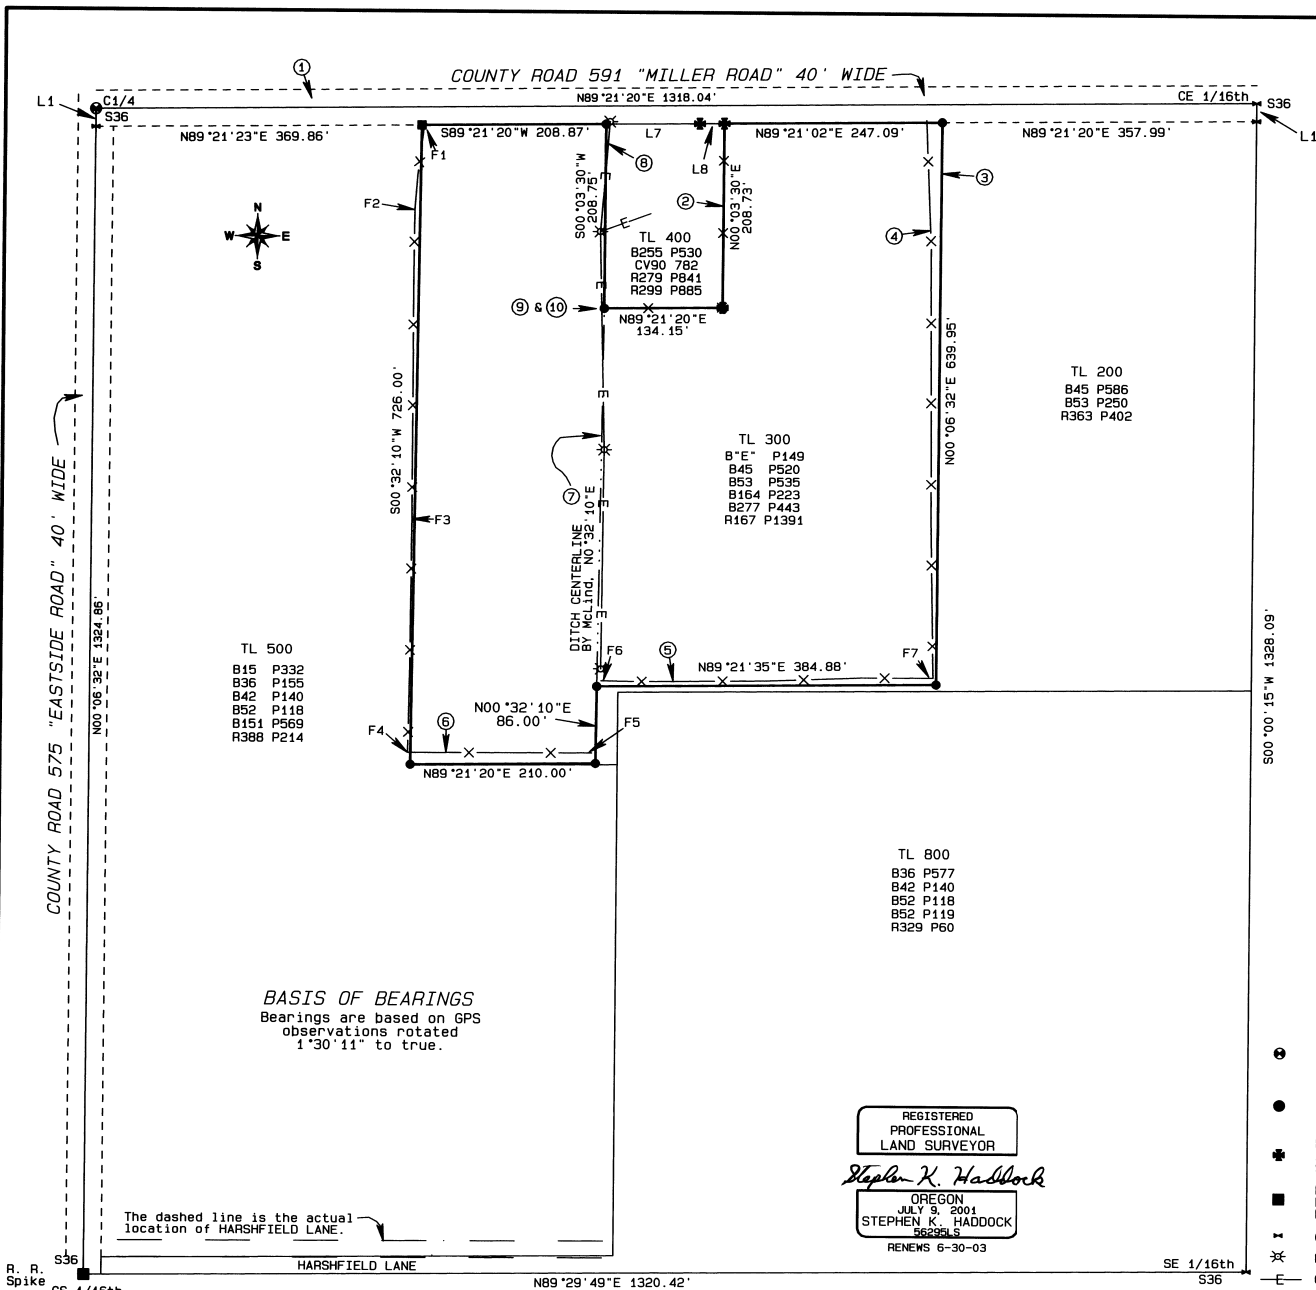 COUNTY ROAD 591 "MILLER ROAD" 40' WIDE
1
L1
C1/4
S36
N89°21'20"E 1318.04'
CE 1/16th
S36
L1
N89°21'23"E 369.86'
S89°21'20"W 208.87'
L7
L8
N89°21'02"E 247.09'
N89°21'20"E 357.99'
F1
F2
8
S00°03'30"W
208.75'
2
N00°03'30"E
208.73'
3
4
N
W E
S
E
E
TL 400
B255 P530
CV90 782
R279 P841
R299 P885
E
9 & 10
N89°21'20"E
134.15'
S00°32'10"W 726.00'
N00°06'32"E 639.95'
TL 200
B45 P586
B53 P250
R363 P402
E
TL 300
B"E" P149
B45 P520
B53 P535
B164 P223
B277 P443
R167 P1391
7
E
F3
DITCH CENTERLINE
BY McLind, N0°32'10"E
E
COUNTY ROAD 575 "EASTSIDE ROAD" 40' WIDE
N00°06'32"E 1324.86'
TL 500
B15 P332
B36 P155
B42 P140
B52 P118
B151 P569
R388 P214
F6
5
N89°21'35"E 384.88'
F7
S00°00'15"W 1328.09'
N00°32'10"E
86.00'
F4
6
F5
N89°21'20"E 210.00'
TL 800
B36 P577
B42 P140
B52 P118
B52 P119
R329 P60
BASIS OF BEARINGS
Bearings are based on GPS
observations rotated
1°30'11" to true.
REGISTERED
PROFESSIONAL
LAND SURVEYOR
Stephen K. Haddock
OREGON
JULY 9, 2001
STEPHEN K. HADDOCK
56295LS
RENEWS 6-30-03
The dashed line is the actual
location of HARSHFIELD LANE.
S36
HARSHFIELD LANE
R. R.
Spike
CS 1/16th
N89°29'49"E 1320.42'
SE 1/16th
S36
E